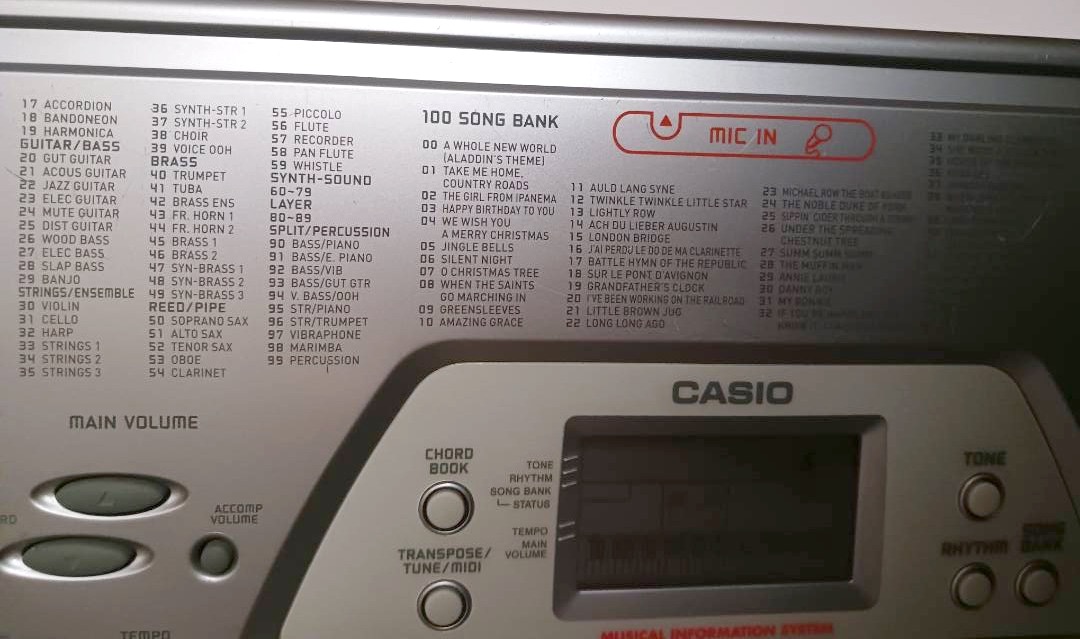 17 ACCORDION
18 BANDONEON
19 HARMONICA
GUITAR/BASS
20 GUT GUITAR
21 ACOUS GUITAR
22 JAZZ GUITAR
23 ELEC GUITAR
24 MUTE GUITAR
25 DIST GUITAR
26 WOOD BASS
27 ELEC BASS
28 SLAP BASS
29 BANJO
STRINGS/ENSEMBLE
30 VIOLIN
31 CELLO
32 HARP
33 STRINGS 1
34 STRINGS 2
35 STRINGS 3
36 SYNTH-STR 1
37 SYNTH-STR 2
38 CHOIR
39 VOICE OOH
BRASS
40 TRUMPET
41 TUBA
42 BRASS ENS
43 FR. HORN 1
44 FR. HORN 2
45 BRASS 1
46 BRASS 2
47 SYN-BRASS 1
48 SYN-BRASS 2
49 SYN-BRASS 3
REED/PIPE
50 SOPRANO SAX
51 ALTO SAX
52 TENOR SAX
53 OBOE
54 CLARINET
55 PICCOLO
56 FLUTE
57 RECORDER
58 PAN FLUTE
59 WHISTLE
SYNTH-SOUND
60~79
LAYER
80~89
SPLIT/PERCUSSION
90 BASS/PIANO
91 BASS/E. PIANO
92 BASS/VIB
93 BASS/GUT GTR
94 V. BASS/OOH
95 STR/PIANO
96 STR/TRUMPET
97 VIBRAPHONE
98 MARIMBA
99 PERCUSSION
100 SONG BANK
00 A WHOLE NEW WORLD
(ALADDIN'S THEME)
01 TAKE ME HOME,
COUNTRY ROADS
02 THE GIRL FROM IPANEMA
03 HAPPY BIRTHDAY TO YOU
04 WE WISH YOU
A MERRY CHRISTMAS
05 JINGLE BELLS
06 SILENT NIGHT
07 O CHRISTMAS TREE
08 WHEN THE SAINTS
GO MARCHING IN
09 GREENSLEEVES
10 AMAZING GRACE
11 AULD LANG SYNE
12 TWINKLE TWINKLE LITTLE STAR
13 LIGHTLY ROW
14 ACH DU LIEBER AUGUSTIN
15 LONDON BRIDGE
16 J'AI PERDU LE DO DE MA CLARINETTE
17 BATTLE HYMN OF THE REPUBLIC
18 SUR LE PONT D'AVIGNON
19 GRANDFATHER'S CLOCK
20 I'VE BEEN WORKING ON THE RAILROAD
21 LITTLE BROWN JUG
22 LONG LONG AGO
23 MICHAEL ROW THE BOAT ASHORE
24 THE NOBLE DUKE OF YORK
25 SIPPIN' CIDER THROUGH A
26 UNDER THE SPREADING
CHESTNUT TREE
27 SUMM SUMM SUMM
28 THE MUFFIN MAN
29 ANNIE LAURIE
30 DANNY BOY
31 MY BONNIE
32 IF YOU'RE HAPPY
33 MY DARLING
34 SHE
35
MIC IN
CASIO
MAIN VOLUME
ACCOMP
VOLUME
TEMPO
CHORD
BOOK
TRANSPOSE/
TUNE/MIDI
TONE
RHYTHM
SONG BANK
STATUS
TEMPO
MAIN
VOLUME
TONE
RHYTHM
SONG
BANK
MUSICAL INFORMATION SYSTEM